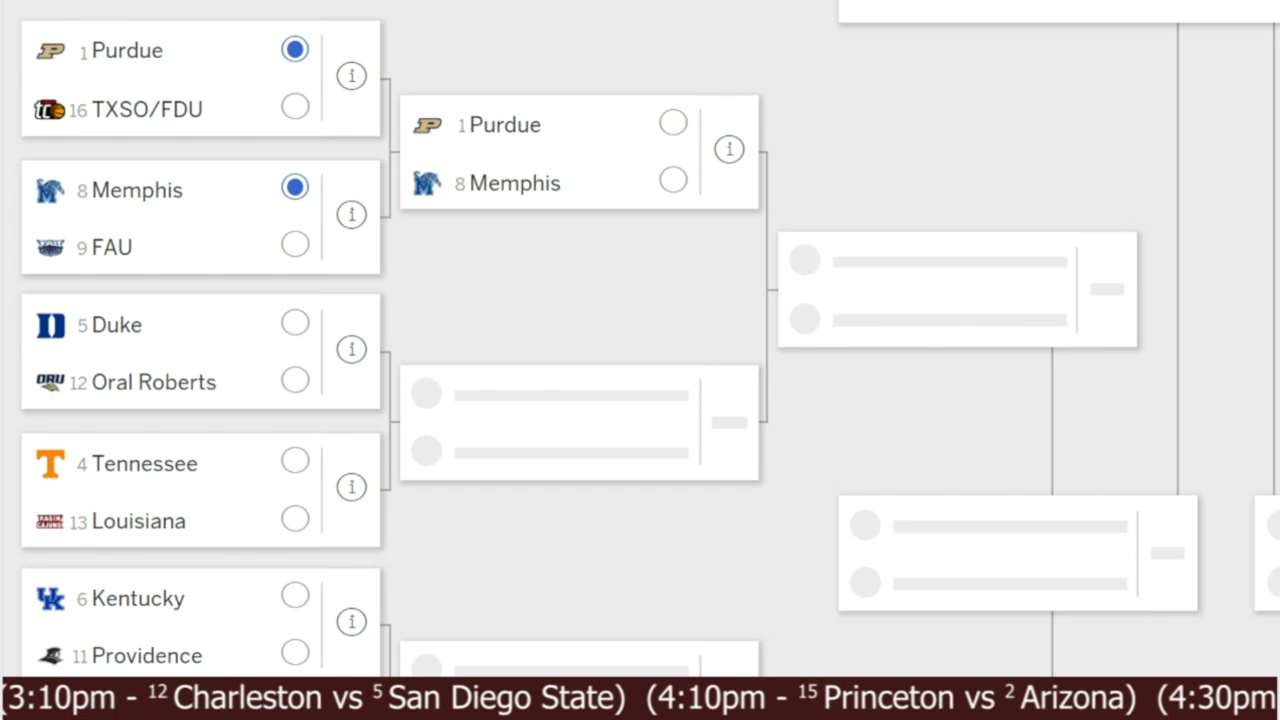 1 Purdue
16 TXSO/FDU
8 Memphis
9 FAU
5 Duke
ORU
12 Oral Roberts
4 Tennessee
13 Louisiana
6 Kentucky
11 Providence
1 Purdue
8 Memphis
(3:10pm - 12 Charleston vs 5 San Diego State) (4:10pm - 15 Princeton vs 2 Arizona) (4:30pm